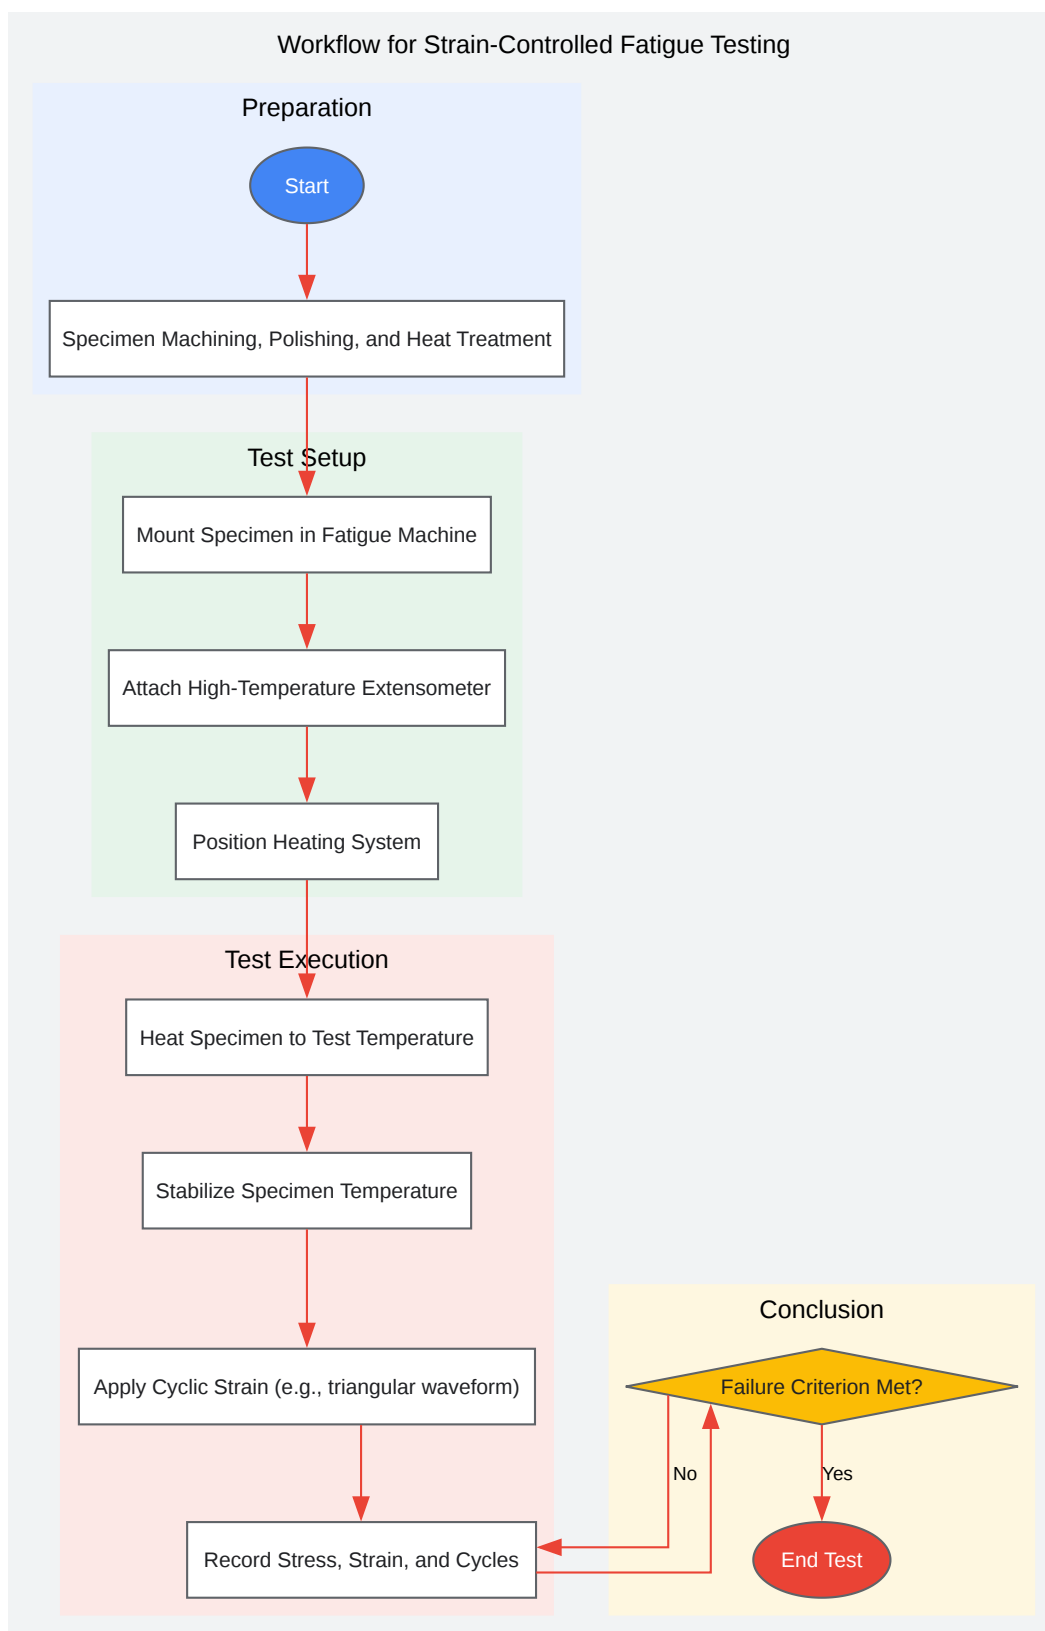 Workflow for Strain-Controlled Fatigue Testing
Preparation
Start
Specimen Machining, Polishing, and Heat Treatment
Test Setup
Mount Specimen in Fatigue Machine
Attach High-Temperature Extensometer
Position Heating System
Test Execution
Heat Specimen to Test Temperature
Stabilize Specimen Temperature
Apply Cyclic Strain (e.g., triangular waveform)
Record Stress, Strain, and Cycles
Conclusion
Failure Criterion Met?
No
Yes
End Test